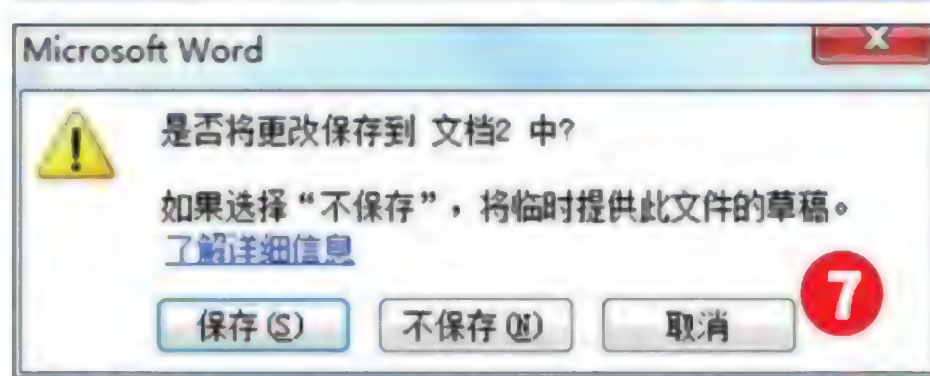 Microsoft Word
是否将更改保存到 文档2 中?
如果选择“不保存”，将临时提供此文件的草稿。
了解详细信息
保存(S) 不保存(N) 取消
7